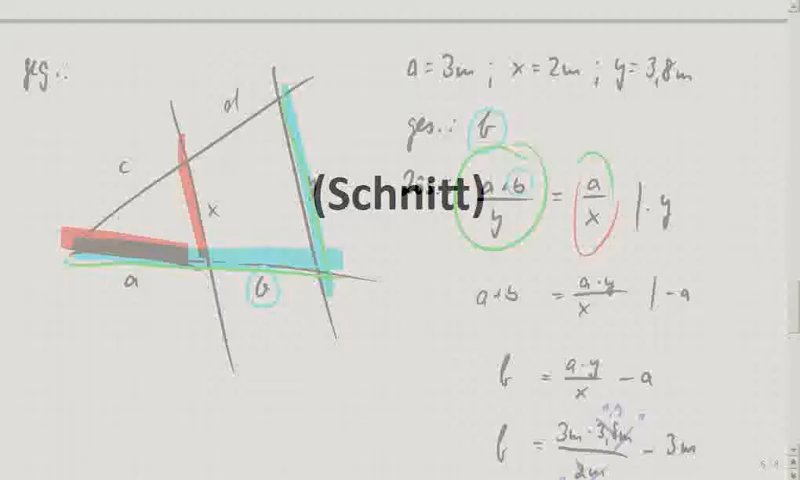 geg.:
a = 3m ; x = 2m ; y = 3,8m
d
ges.: b
c
(Schnitt)
a+b / y = a / x | · y
x
a
b
a+b = a·y / x | -a
b = a·y / x - a
b = 3m · 3,8m / 2m - 3m